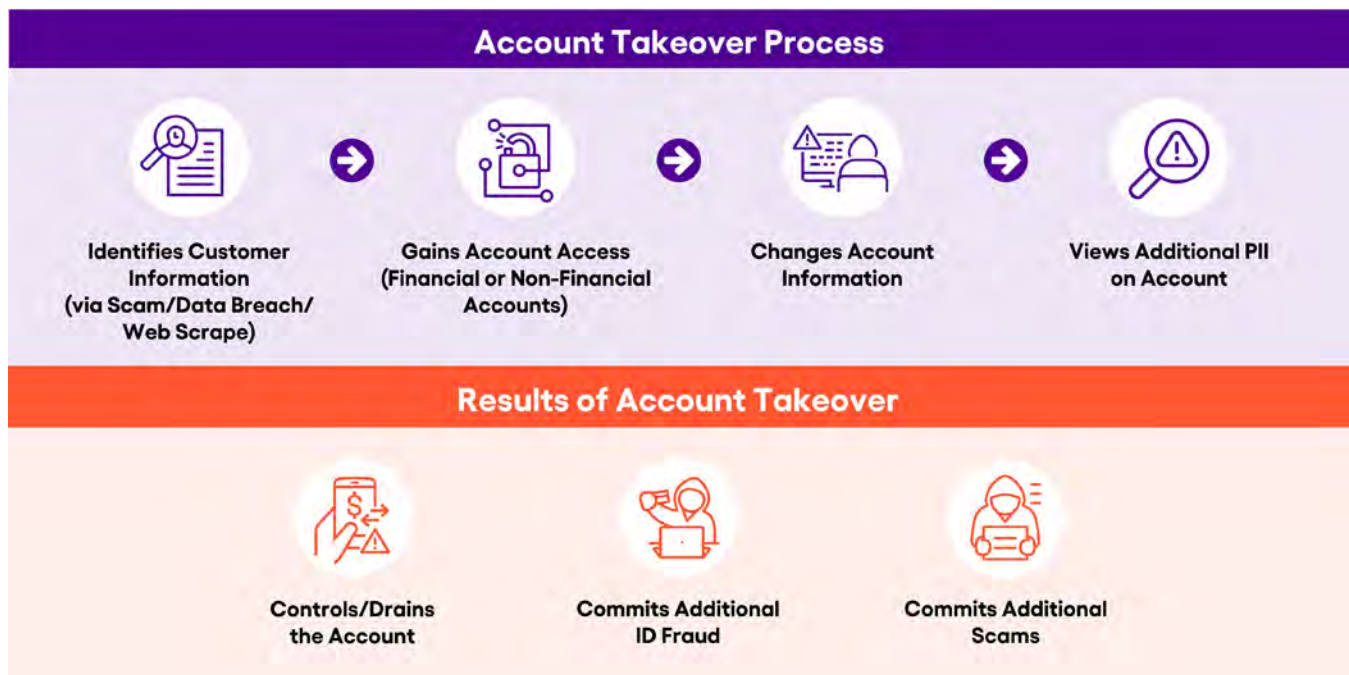 Account Takeover Process
Identifies Customer
Information
(via Scam/Data Breach/
Web Scrape)
Gains Account Access
(Financial or Non-Financial
Accounts)
Changes Account
Information
Views Additional PII
on Account
Results of Account Takeover
$
Controls/Drains
the Account
Commits Additional
ID Fraud
Commits Additional
Scams